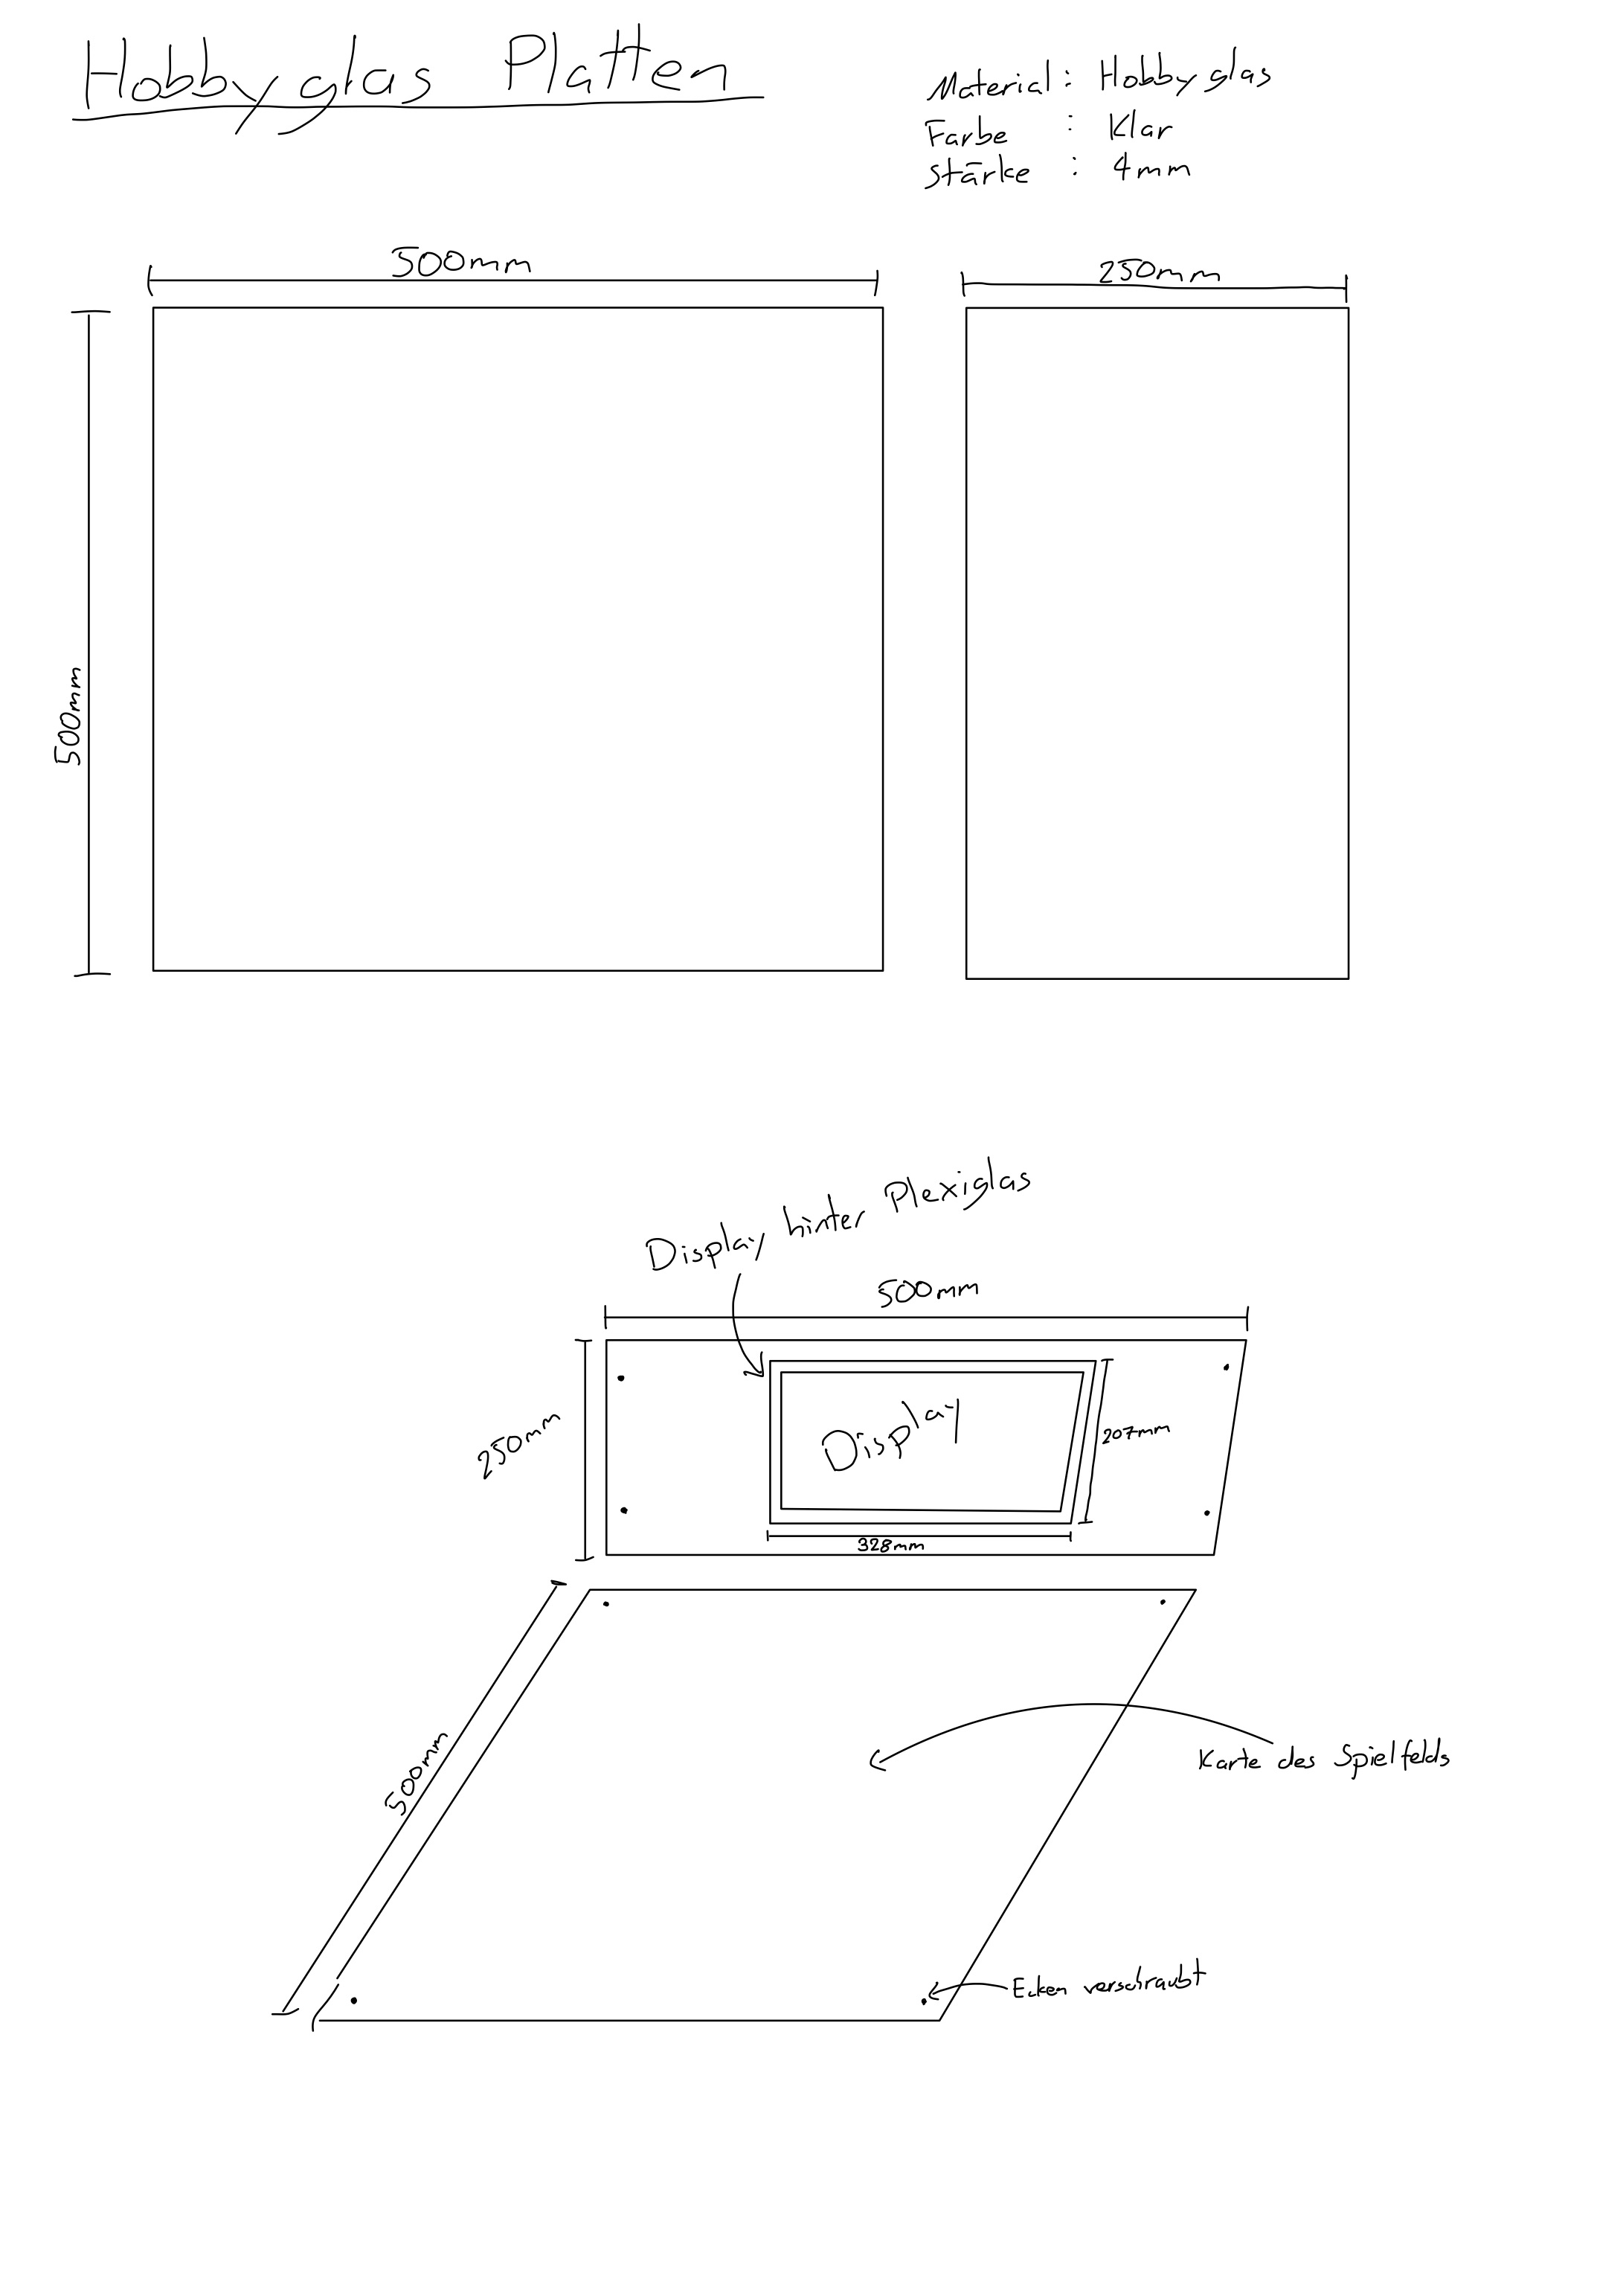 Hobbyglas Platten
Material : Hobbyglas
Farbe : Klar
Stärke : 4mm
500mm
250mm
500mm
Display hinter Plexiglas
500mm
250mm
Display
207mm
328mm
500mm
Karte des Spielfelds
Ecken verschraubt